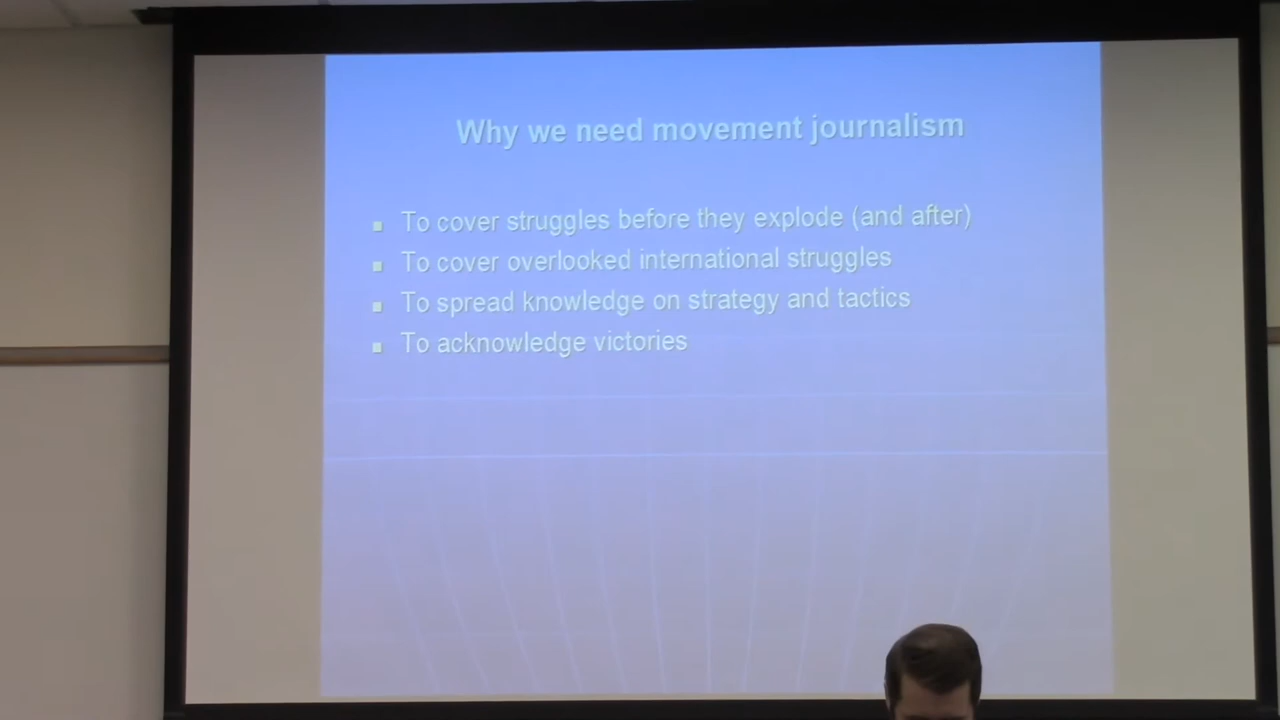 Why we need movement journalism
To cover struggles before they explode (and after)
To cover overlooked international struggles
To spread knowledge on strategy and tactics
To acknowledge victories